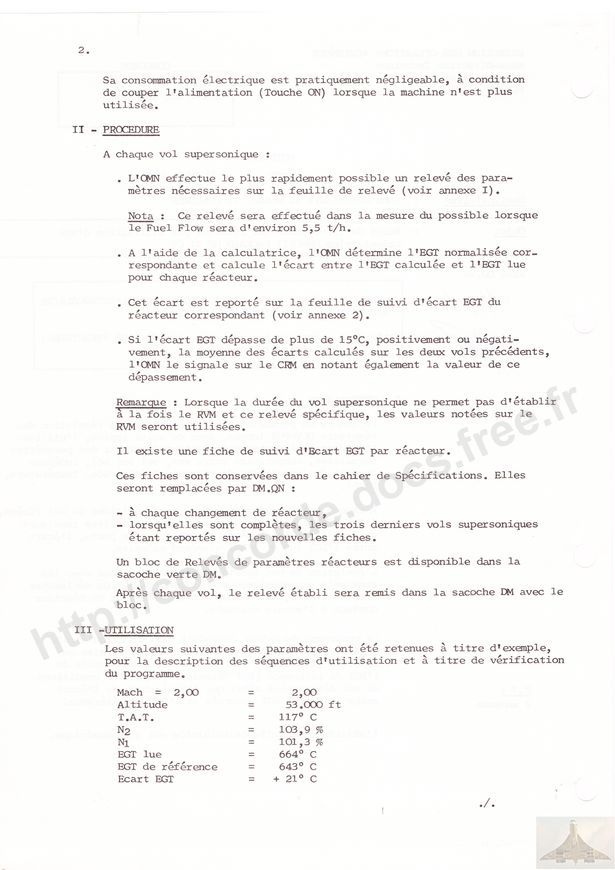 2.
Sa consommation électrique est pratiquement négligeable, à condition
de couper l'alimentation (Touche ON) lorsque la machine n'est plus
utilisée.
II - PROCEDURE
A chaque vol supersonique :
. L'OMN effectue le plus rapidement possible un relevé des para-
mètres nécessaires sur la feuille de relevé (voir annexe I).
Nota : Ce relevé sera effectué dans la mesure du possible lorsque
le Fuel Flow sera d'environ 5,5 t/h.
. A l'aide de la calculatrice, l'OMN détermine l'EGT normalisée cor-
respondante et calcule l'écart entre l'EGT calculée et l'EGT lue
pour chaque réacteur.
. Cet écart est reporté sur la feuille de suivi d'écart EGT du
réacteur correspondant (voir annexe 2).
. Si l'écart EGT dépasse de plus de 15°C, positivement ou négati-
vement, la moyenne des écarts calculés sur les deux vols précédents,
l'OMN le signale sur le CRM en notant également la valeur de ce
dépassement.
Remarque : Lorsque la durée du vol supersonique ne permet pas d'établir
à la fois le RVM et ce relevé spécifique, les valeurs notées sur le
RVM seront utilisées.
Il existe une fiche de suivi d'Ecart EGT par réacteur.
Ces fiches sont conservées dans le cahier de Spécifications. Elles
seront remplacées par DM.QN :
- à chaque changement de réacteur,
- lorsqu'elles sont complètes, les trois derniers vols supersoniques
étant reportés sur les nouvelles fiches.
Un bloc de Relevés de paramètres réacteurs est disponible dans la
sacoche verte DM.
Après chaque vol, le relevé établi sera remis dans la sacoche DM avec le
bloc.
III -UTILISATION
Les valeurs suivantes des paramètres ont été retenues à titre d'exemple,
pour la description des séquences d'utilisation et à titre de vérification
du programme.
Mach = 2,00 = 2,00
Altitude = 53.000 ft
T.A.T. = 117° C
N2 = 103,9 %
N1 = 101,3 %
EGT lue = 664° C
EGT de référence = 643° C
Ecart EGT = + 21° C
./.
http://concorde.docs.free.fr